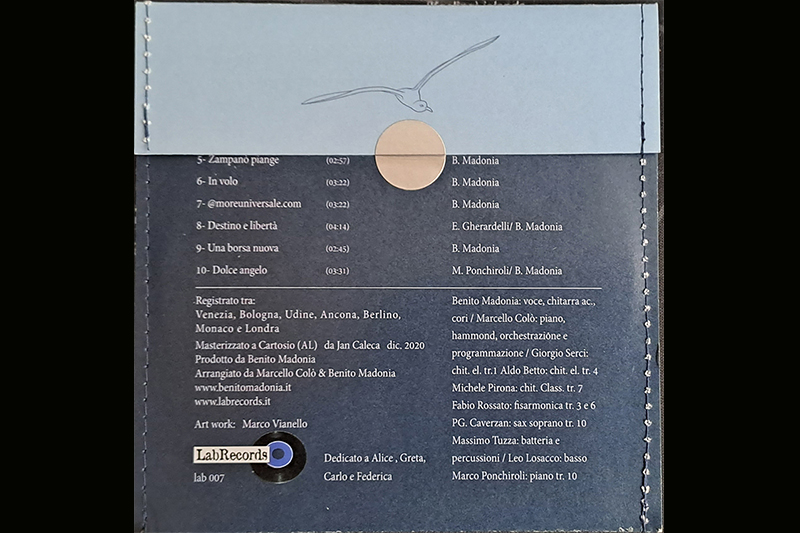 5- Zampanò piange (02:57) B. Madonia
6- In volo (03:22) B. Madonia
7- @moreuniversale.com (03:22) B. Madonia
8- Destino e libertà (04:14) E. Gherardelli/ B. Madonia
9- Una borsa nuova (02:45) B. Madonia
10- Dolce angelo (03:31) M. Ponchiroli/ B. Madonia
Registrato tra:
Venezia, Bologna, Udine, Ancona, Berlino,
Monaco e Londra
Masterizzato a Cartosio (AL) da Jan Caleca dic. 2020
Prodotto da Benito Madonia
Arrangiato da Marcello Colò & Benito Madonia
www.benitomadonia.it
www.labrecords.it
Art work: Marco Vianello
LabRecords
lab 007
Dedicato a Alice , Greta,
Carlo e Federica
Benito Madonia: voce, chitarra ac.,
cori / Marcello Colò: piano,
hammond, orchestrazióne e
programmazione / Giorgio Serci:
chit. el. tr.1 Aldo Betto: chit. el. tr. 4
Michele Pirona: chit. Class. tr. 7
Fabio Rossato: fisarmonica tr. 3 e 6
PG. Caverzan: sax soprano tr. 10
Massimo Tuzza: batteria e
percussioni / Leo Losacco: basso
Marco Ponchiroli: piano tr. 10